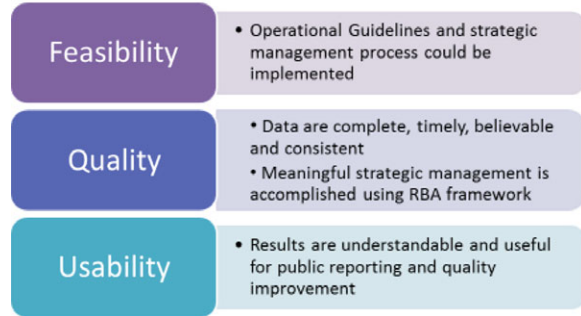 Feasibility
• Operational Guidelines and strategic
management process could be
implemented
Quality
• Data are complete, timely, believable
and consistent
• Meaningful strategic management is
accomplished using RBA framework
Usability
• Results are understandable and useful
for public reporting and quality
improvement